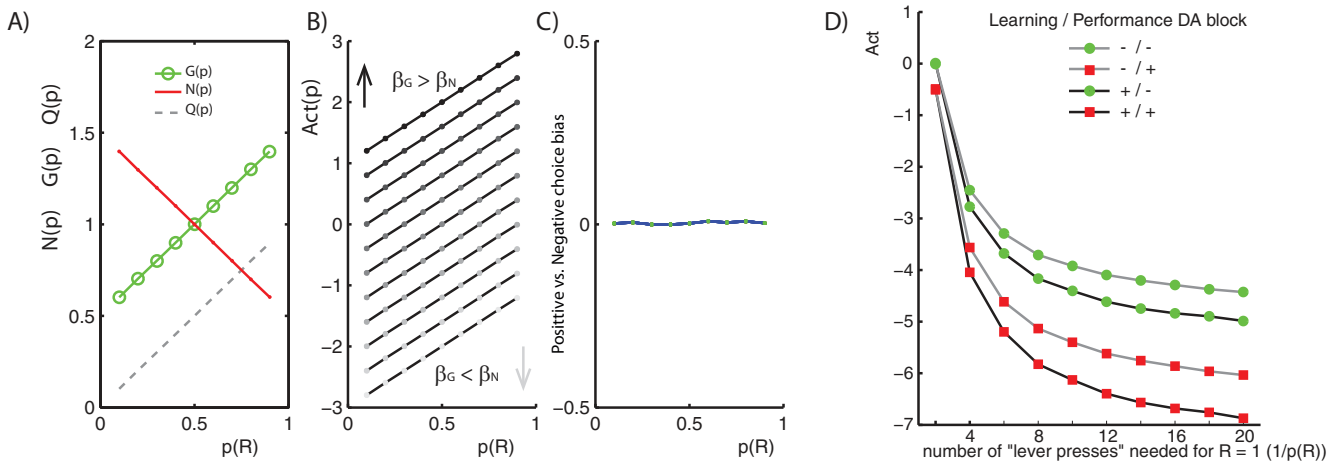 A)
N(p) G(p) Q(p)
2
1.5
1
0.5
0
G(p)
N(p)
Q(p)
0 0.5 1
p(R)
B)
Act(p)
3
2
1
0
−1
−2
−3
βG > βN
βG < βN
0 0.5 1
p(R)
C)
Posittive vs. Negative choice bias
0.5
0
-0.5
0 0.5 1
p(R)
D)
Act
Learning / Performance DA block
- / -
- / +
+ / -
+ / +
0
−1
−2
−3
−4
−5
−6
−7
4 8 12 16 20
number of "lever presses" needed for R = 1 (1/p(R))